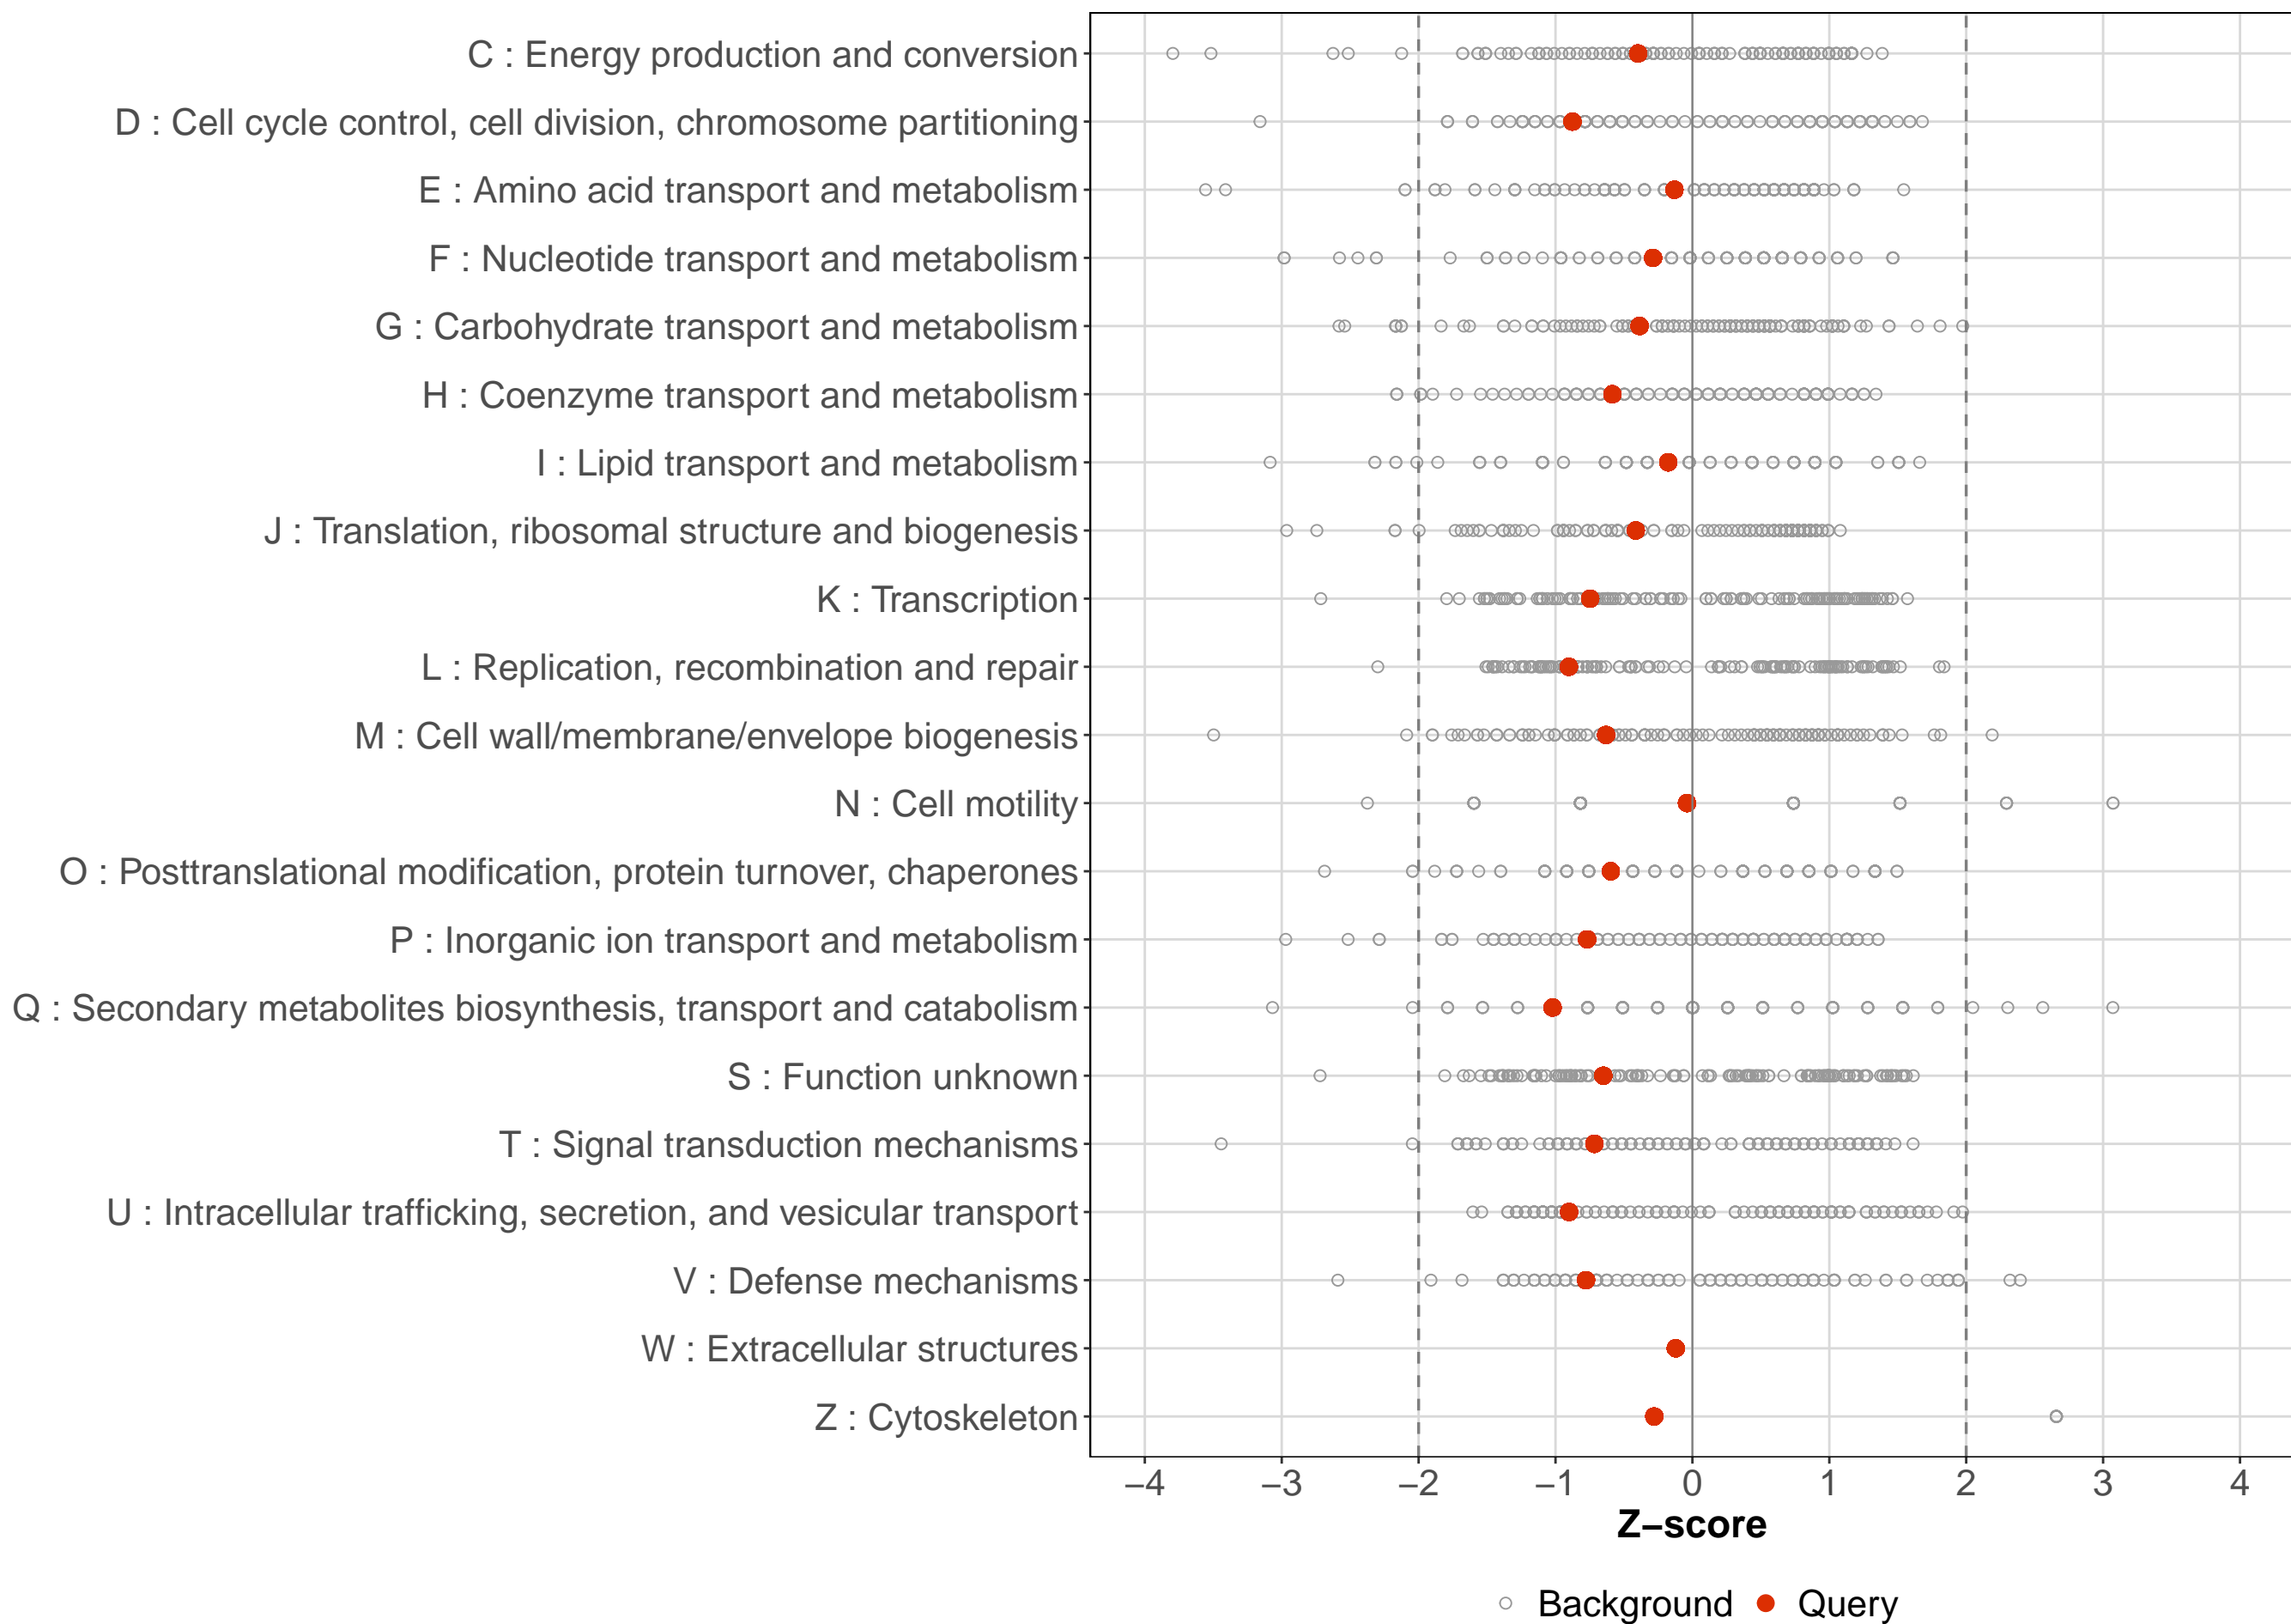 C : Energy production and conversion
D : Cell cycle control, cell division, chromosome partitioning
E : Amino acid transport and metabolism
F : Nucleotide transport and metabolism
G : Carbohydrate transport and metabolism
H : Coenzyme transport and metabolism
I : Lipid transport and metabolism
J : Translation, ribosomal structure and biogenesis
K : Transcription
L : Replication, recombination and repair
M : Cell wall/membrane/envelope biogenesis
N : Cell motility
O : Posttranslational modification, protein turnover, chaperones
P : Inorganic ion transport and metabolism
Q : Secondary metabolites biosynthesis, transport and catabolism
S : Function unknown
T : Signal transduction mechanisms
U : Intracellular trafficking, secretion, and vesicular transport
V : Defense mechanisms
W : Extracellular structures
Z : Cytoskeleton
−4 −3 −2 −1 0 1 2 3 4
Z−score
Background Query